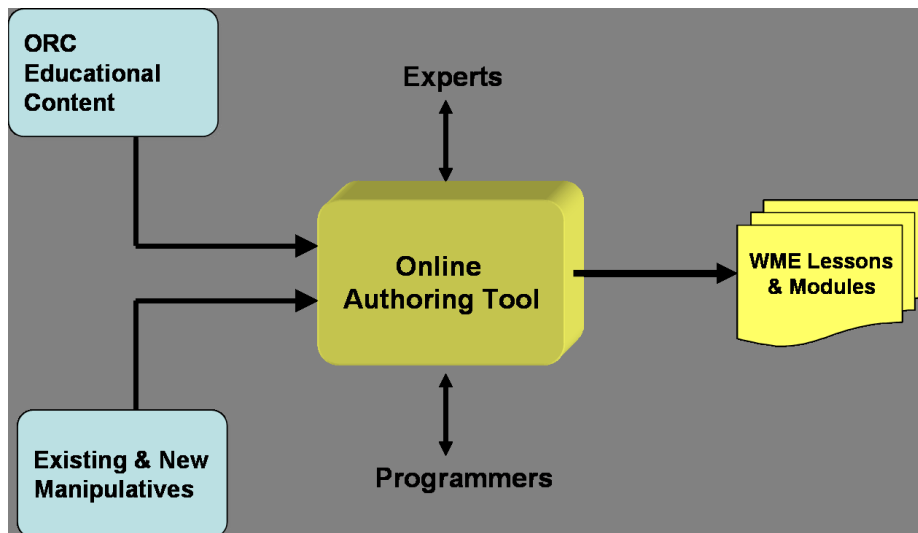 ORC
Educational
Content
Experts
Online
Authoring Tool
WME Lessons
& Modules
Existing & New
Manipulatives
Programmers